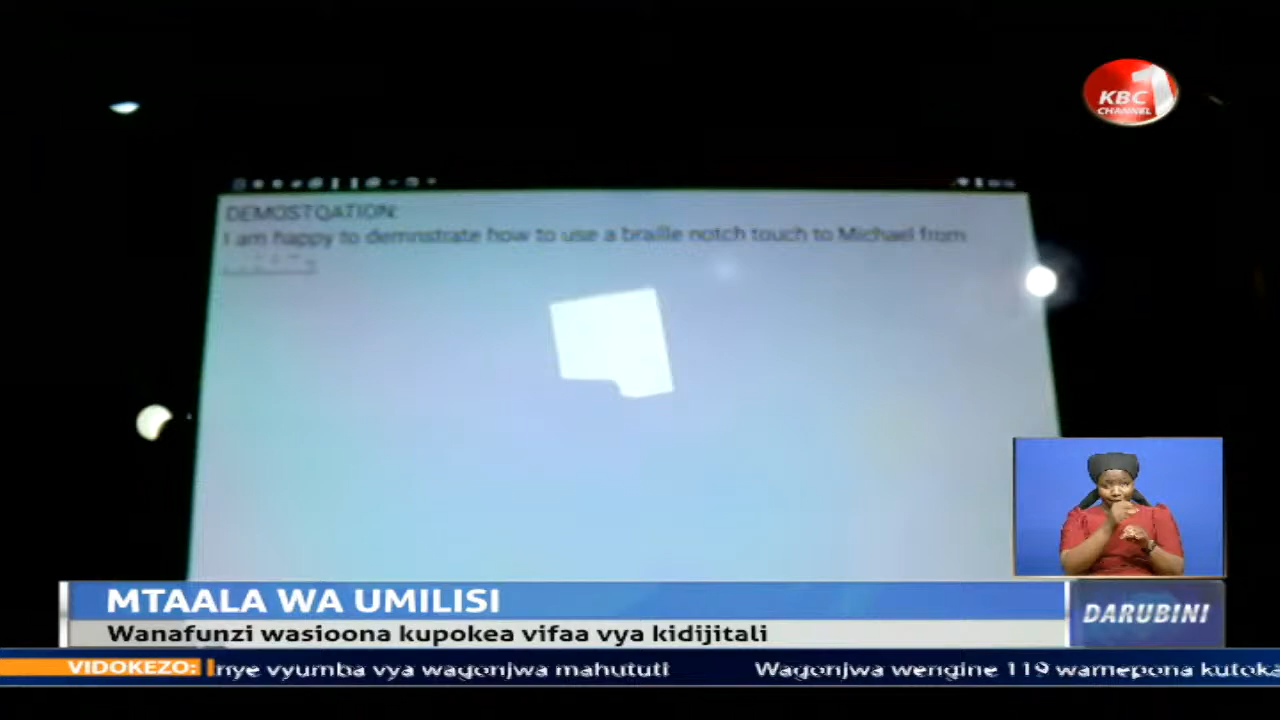 KBC
CHANNEL 1
DEMOSTQATION:
I am happy to demnstrate how to use a braille notch touch to Michael from
MTAALA WA UMILISI
Wanafunzi wasioona kupokea vifaa vya kidijitali
DARUBINI
VIDOKEZO: nye vyumba vya wagonjwa mahututi Wagonjwa wengine 119 wamepona kutoka